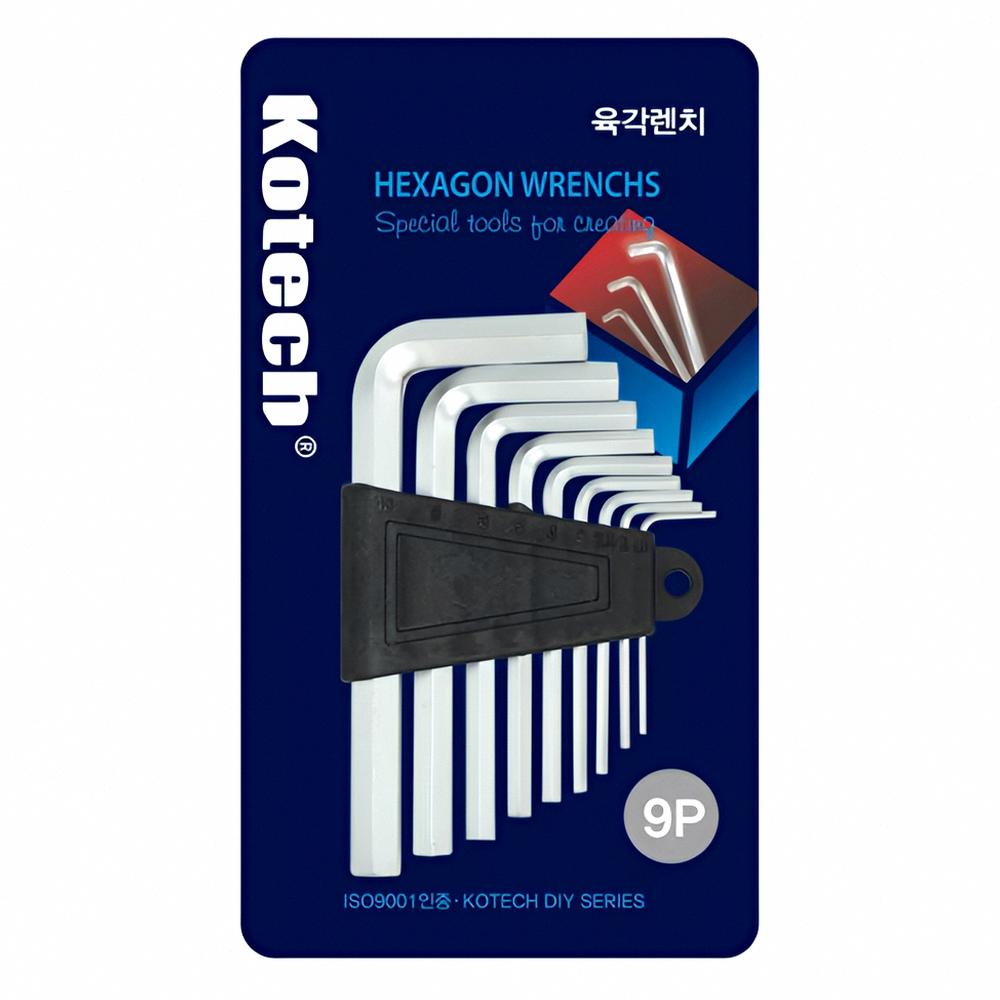 Kotech®
육각렌치
HEXAGON WRENCHS
Special tools for creating
9P
ISO9001인증·KOTECH DIY SERIES